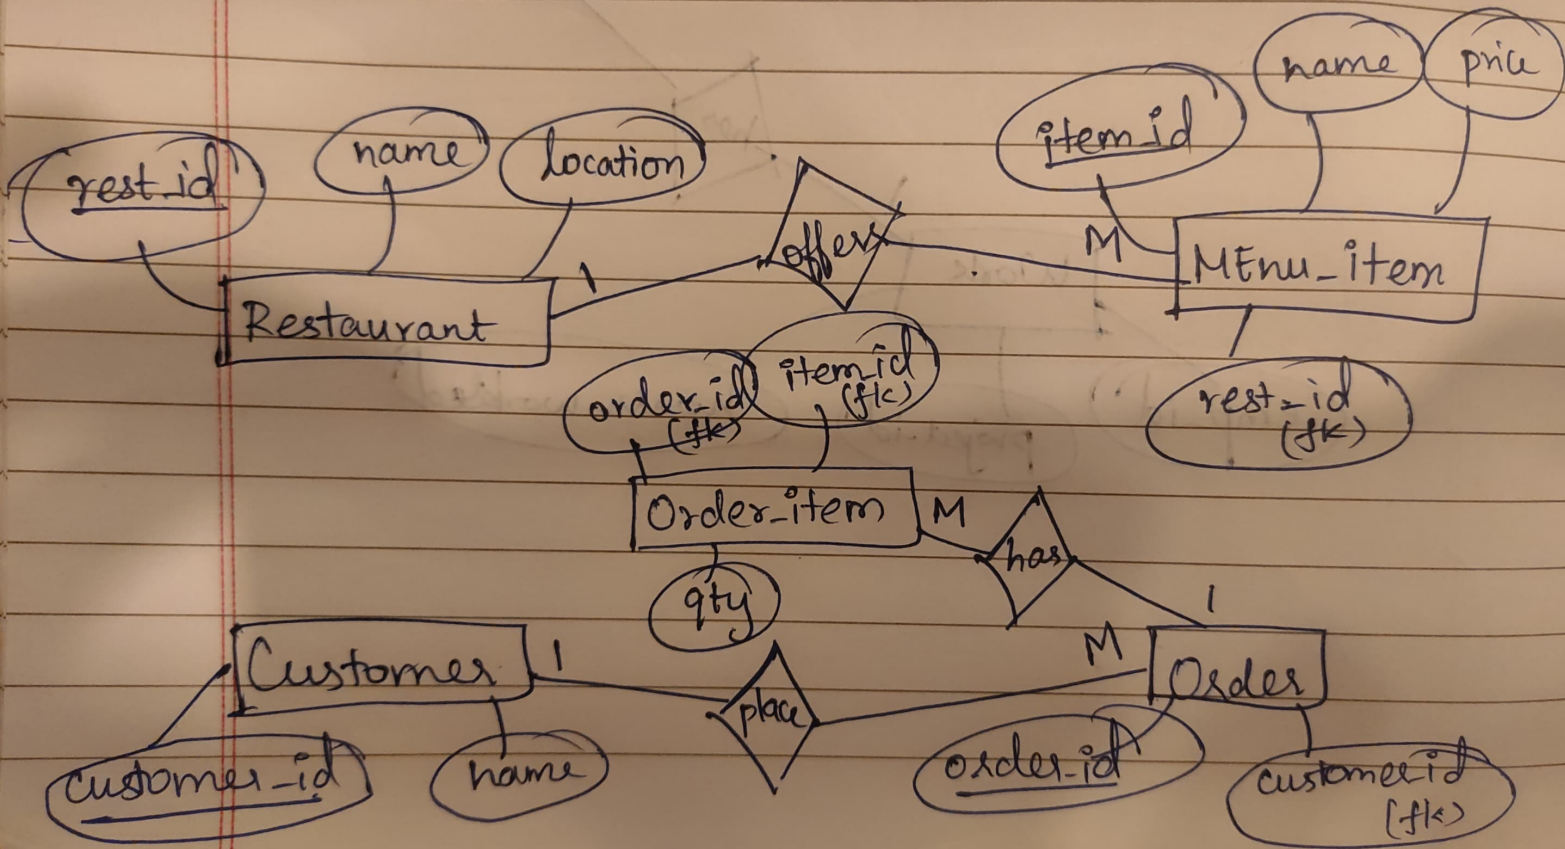 name price
item_id
rest_id name location
offers
M MEnu_item
1
Restaurant
order_id
(fk)
item_id
(fk)
rest_id
(fk)
Order_item M
has
qty
1
Customer 1
place
M Order
customer_id name
order_id
customer_id
(fk)